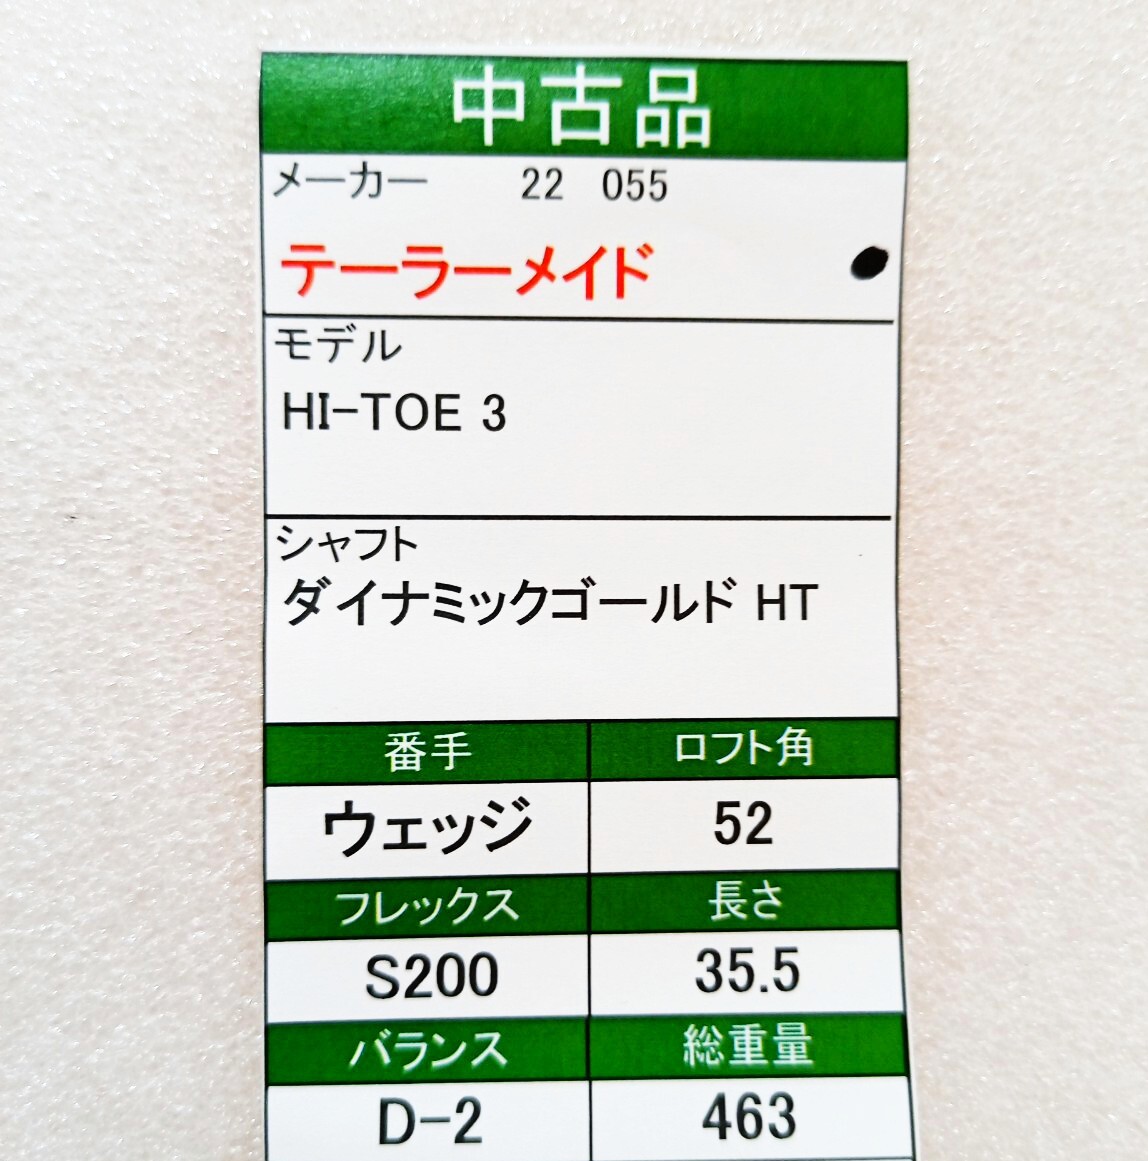 中古品
メーカー 22 055
テーラーメイド
モデル
HI-TOE 3
シャフト
ダイナミックゴールド HT
番手 ロフト角
ウェッジ 52
フレックス 長さ
S200 35.5
バランス 総重量
D-2 463